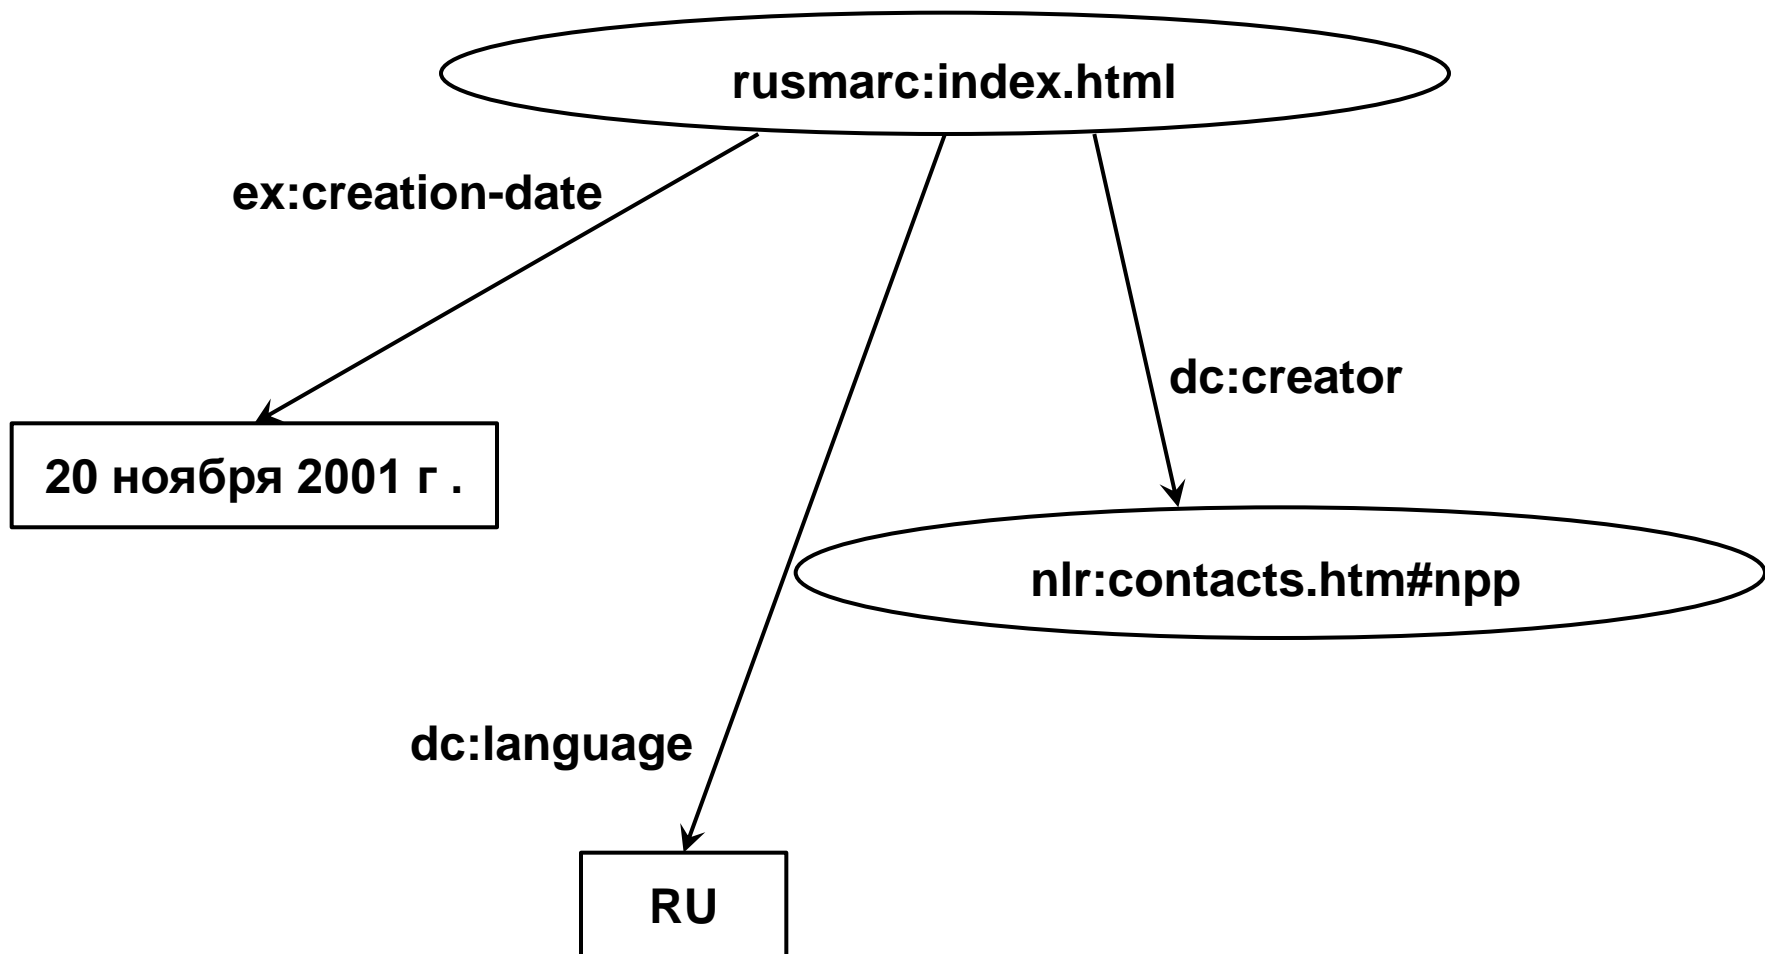 rusmarc:index.html
ex:creation-date
dc:creator
20 ноября 2001 г .
nlr:contacts.htm#npp
dc:language
RU